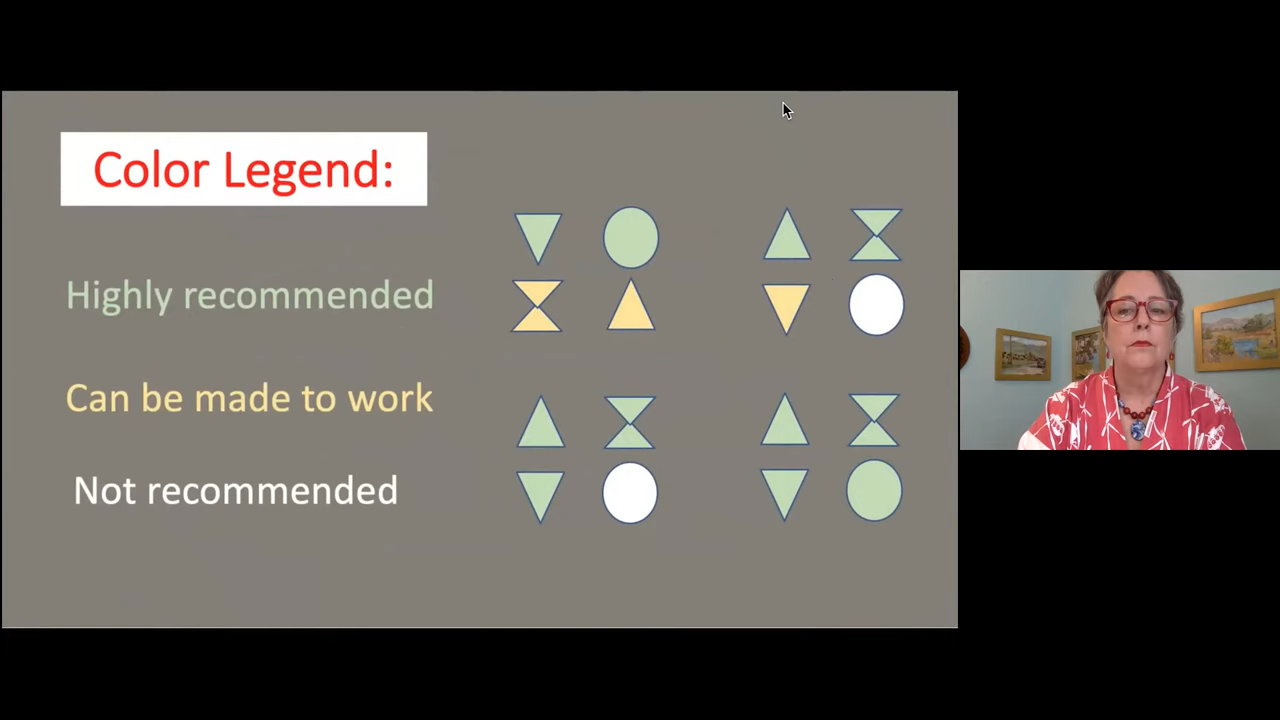 Color Legend:
Highly recommended
Can be made to work
Not recommended